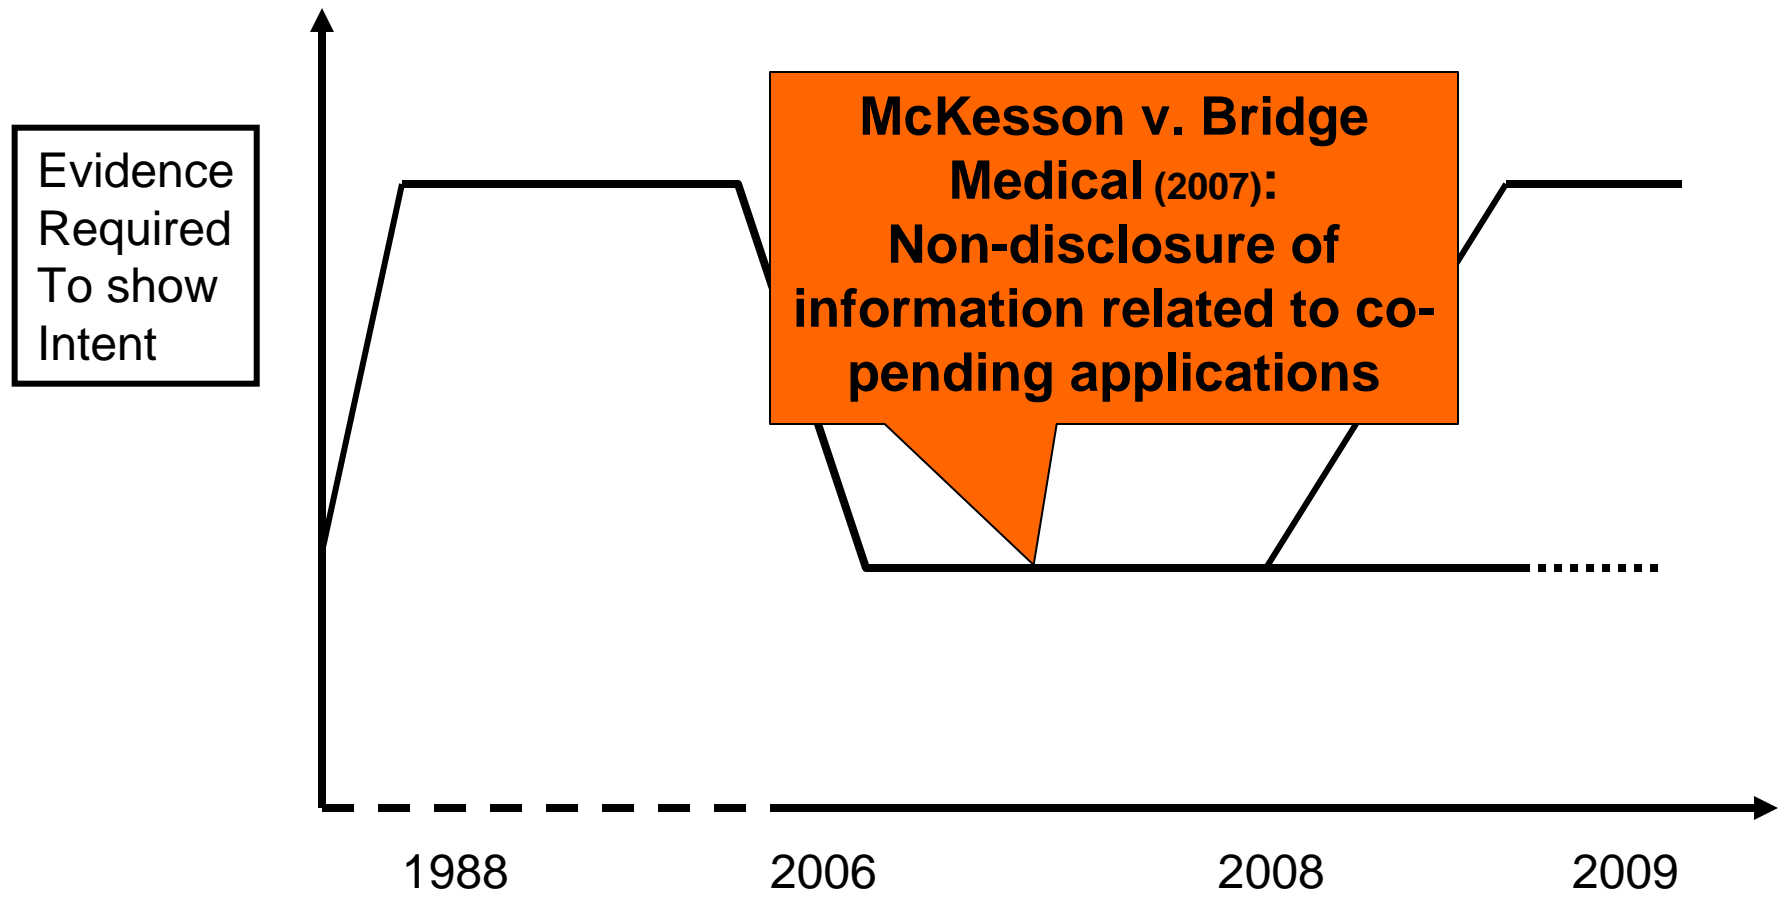 Evidence
Required
To show
Intent
McKesson v. Bridge
Medical (2007):
Non-disclosure of
information related to co-
pending applications
1988
2006
2008
2009